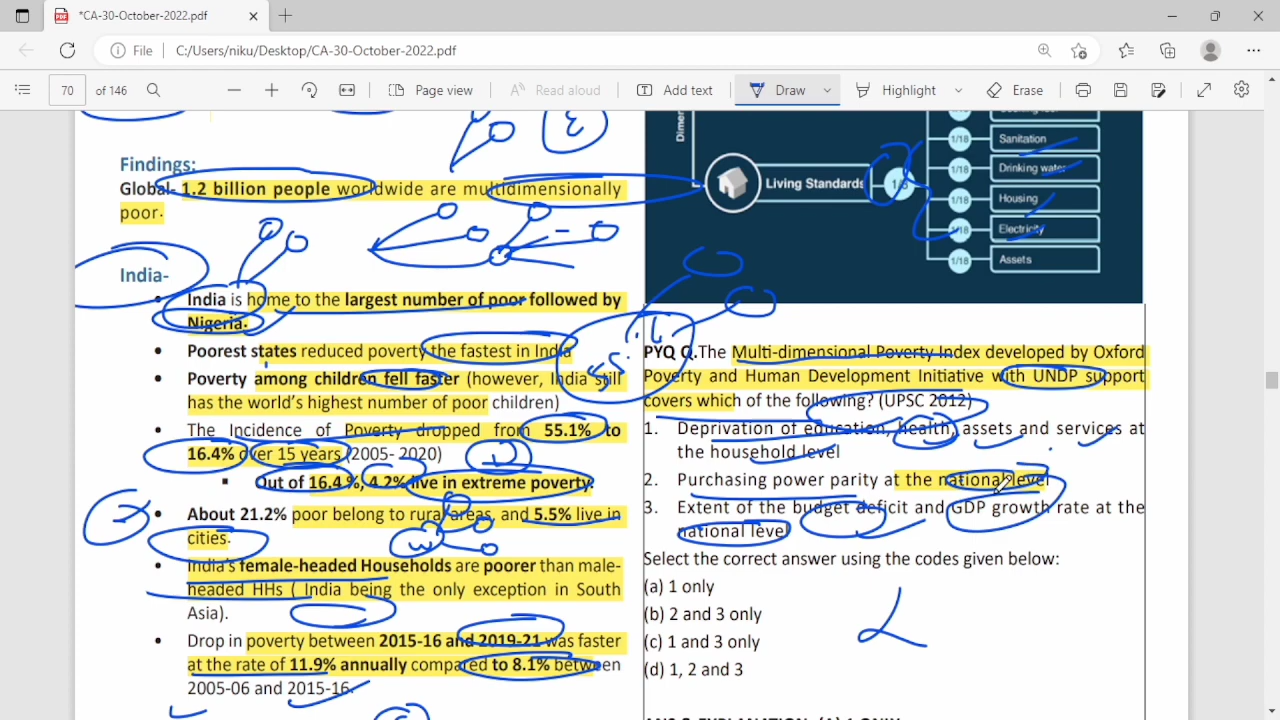 *CA-30-October-2022.pdf
File
C:/Users/niku/Desktop/CA-30-October-2022.pdf
70 of 146
Page view
Read aloud
Add text
Draw
Highlight
Erase
Findings:
Global- 1.2 billion people worldwide are multidimensionally
poor.
India-
India is home to the largest number of poor followed by
Nigeria.
Poorest states reduced poverty the fastest in India
Poverty among children fell faster (however, India still
has the world's highest number of poor children)
The Incidence of Poverty dropped from 55.1% to
16.4% over 15 years (2005- 2020)
Out of 16.4 %, 4.2% live in extreme poverty.
About 21.2% poor belong to rural areas, and 5.5% live in
cities.
India's female-headed Households are poorer than male-
headed HHs ( India being the only exception in South
Asia).
Drop in poverty between 2015-16 and 2019-21 was faster
at the rate of 11.9% annually compared to 8.1% between
2005-06 and 2015-16.
Living Standards
1/18 Sanitation
1/18 Drinking water
1/18 Housing
1/18 Electricity
1/18 Assets
PYQ Q.The Multi-dimensional Poverty Index developed by Oxford
Poverty and Human Development Initiative with UNDP support
covers which of the following? (UPSC 2012)
1. Deprivation of education, health, assets and services at
the household level
2. Purchasing power parity at the national level
3. Extent of the budget deficit and GDP growth rate at the
national level
Select the correct answer using the codes given below:
(a) 1 only
(b) 2 and 3 only
(c) 1 and 3 only
(d) 1, 2 and 3